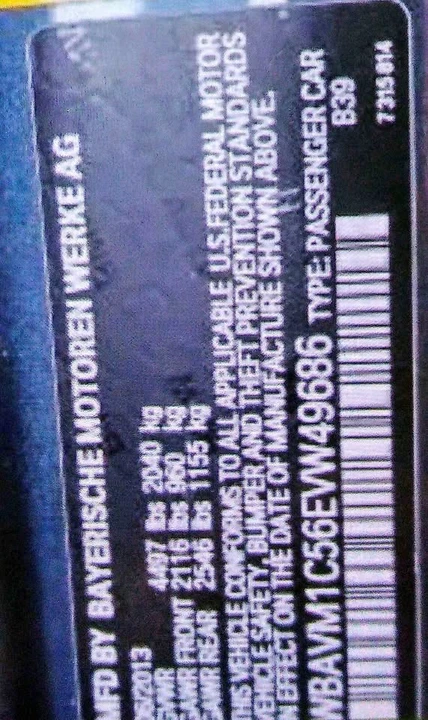 MFD BY BAYERISCHE MOTOREN WERKE AG
06/2013
GVWR 4497 lbs 2040 kg
GAWR FRONT 2116 lbs 960 kg
GAWR REAR 2546 lbs 1155 kg
THIS VEHICLE CONFORMS TO ALL APPLICABLE U.S. FEDERAL MOTOR
VEHICLE SAFETY, BUMPER AND THEFT PREVENTION STANDARDS
IN EFFECT ON THE DATE OF MANUFACTURE SHOWN ABOVE.
WBAVM1C56EVW49686 TYPE: PASSENGER CAR
B39
7 315 814